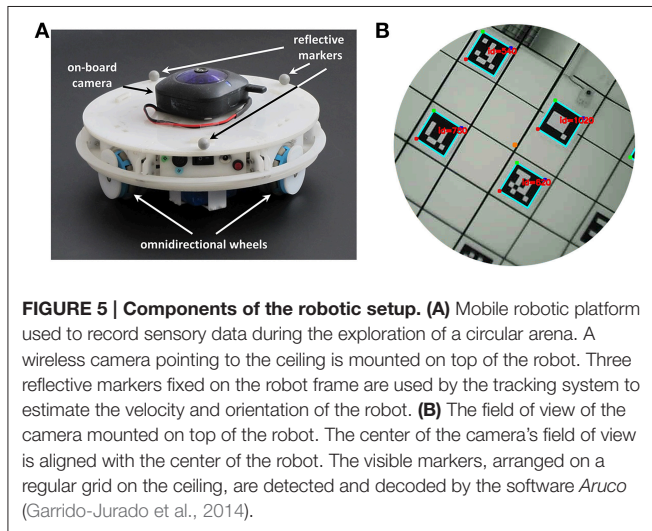 A
reflective
markers
on-board
camera
omnidirectional wheels
B
id=1028
FIGURE 5 | Components of the robotic setup. (A) Mobile robotic platform
used to record sensory data during the exploration of a circular arena. A
wireless camera pointing to the ceiling is mounted on top of the robot. Three
reflective markers fixed on the robot frame are used by the tracking system to
estimate the velocity and orientation of the robot. (B) The field of view of the
camera mounted on top of the robot. The center of the camera's field of view
is aligned with the center of the robot. The visible markers, arranged on a
regular grid on the ceiling, are detected and decoded by the software Aruco
(Garrido-Jurado et al., 2014).